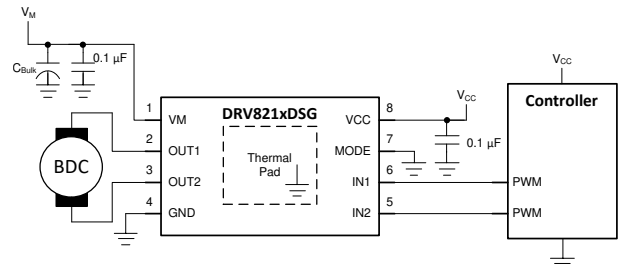 VM
CBulk
0.1 µF
BDC
DRV821xDSG
1
VM
2
OUT1
3
OUT2
4
GND
Thermal
Pad
8
VCC
7
MODE
6
IN1
5
IN2
VCC
0.1 µF
VCC
Controller
PWM
PWM